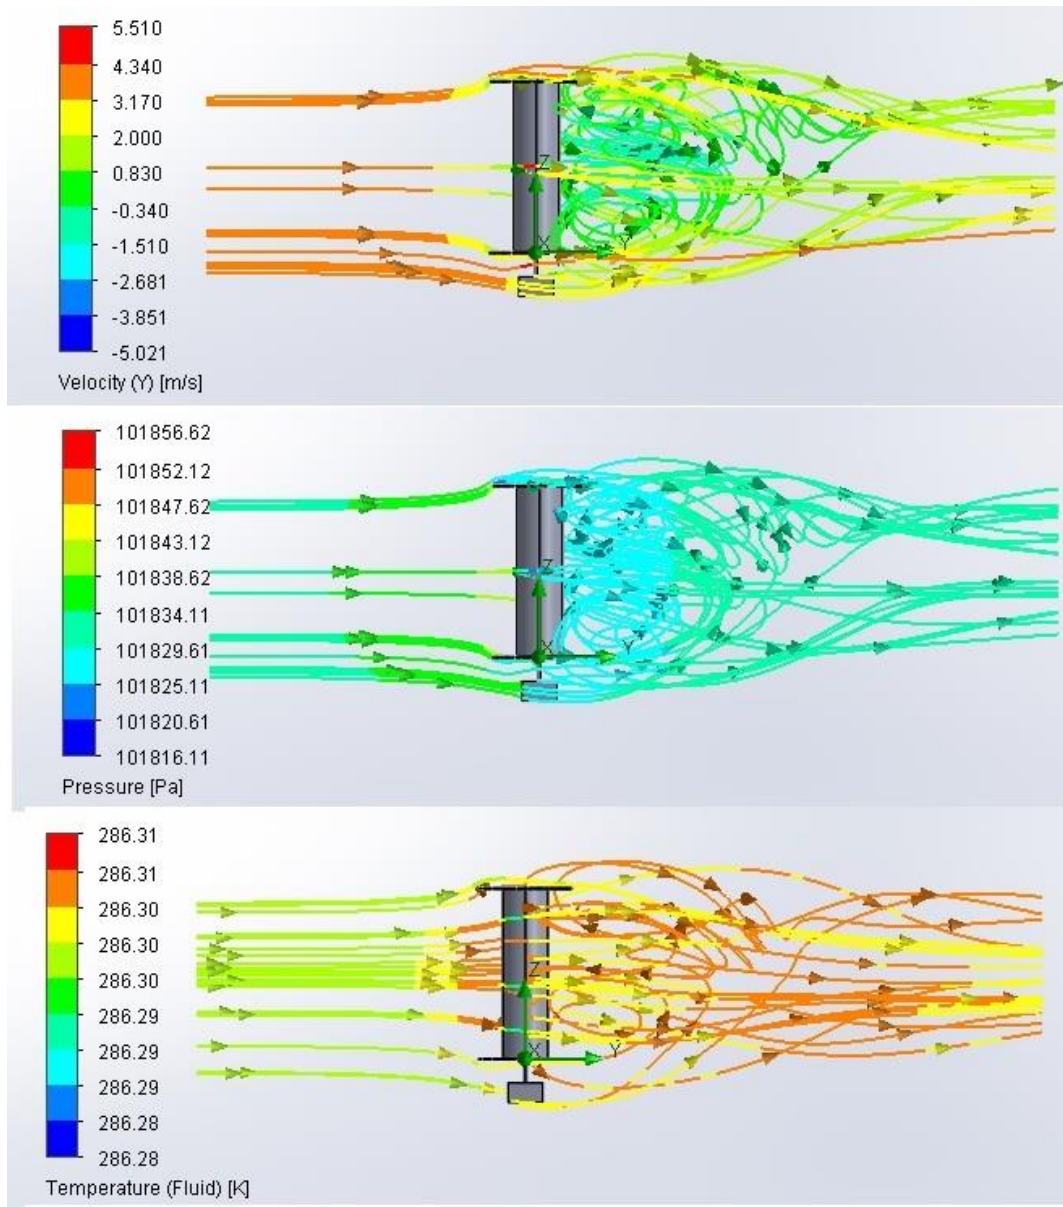 5.510
4.340
3.170
2.000
0.830
-0.340
-1.510
-2.681
-3.851
-5.021
Velocity (Y) [m/s]
Z
X
Y
101856.62
101852.12
101847.62
101843.12
101838.62
101834.11
101829.61
101825.11
101820.61
101816.11
Pressure [Pa]
Z
X
Y
286.31
286.31
286.30
286.30
286.30
286.29
286.29
286.29
286.28
286.28
Temperature (Fluid) [K]
Z
X
Y